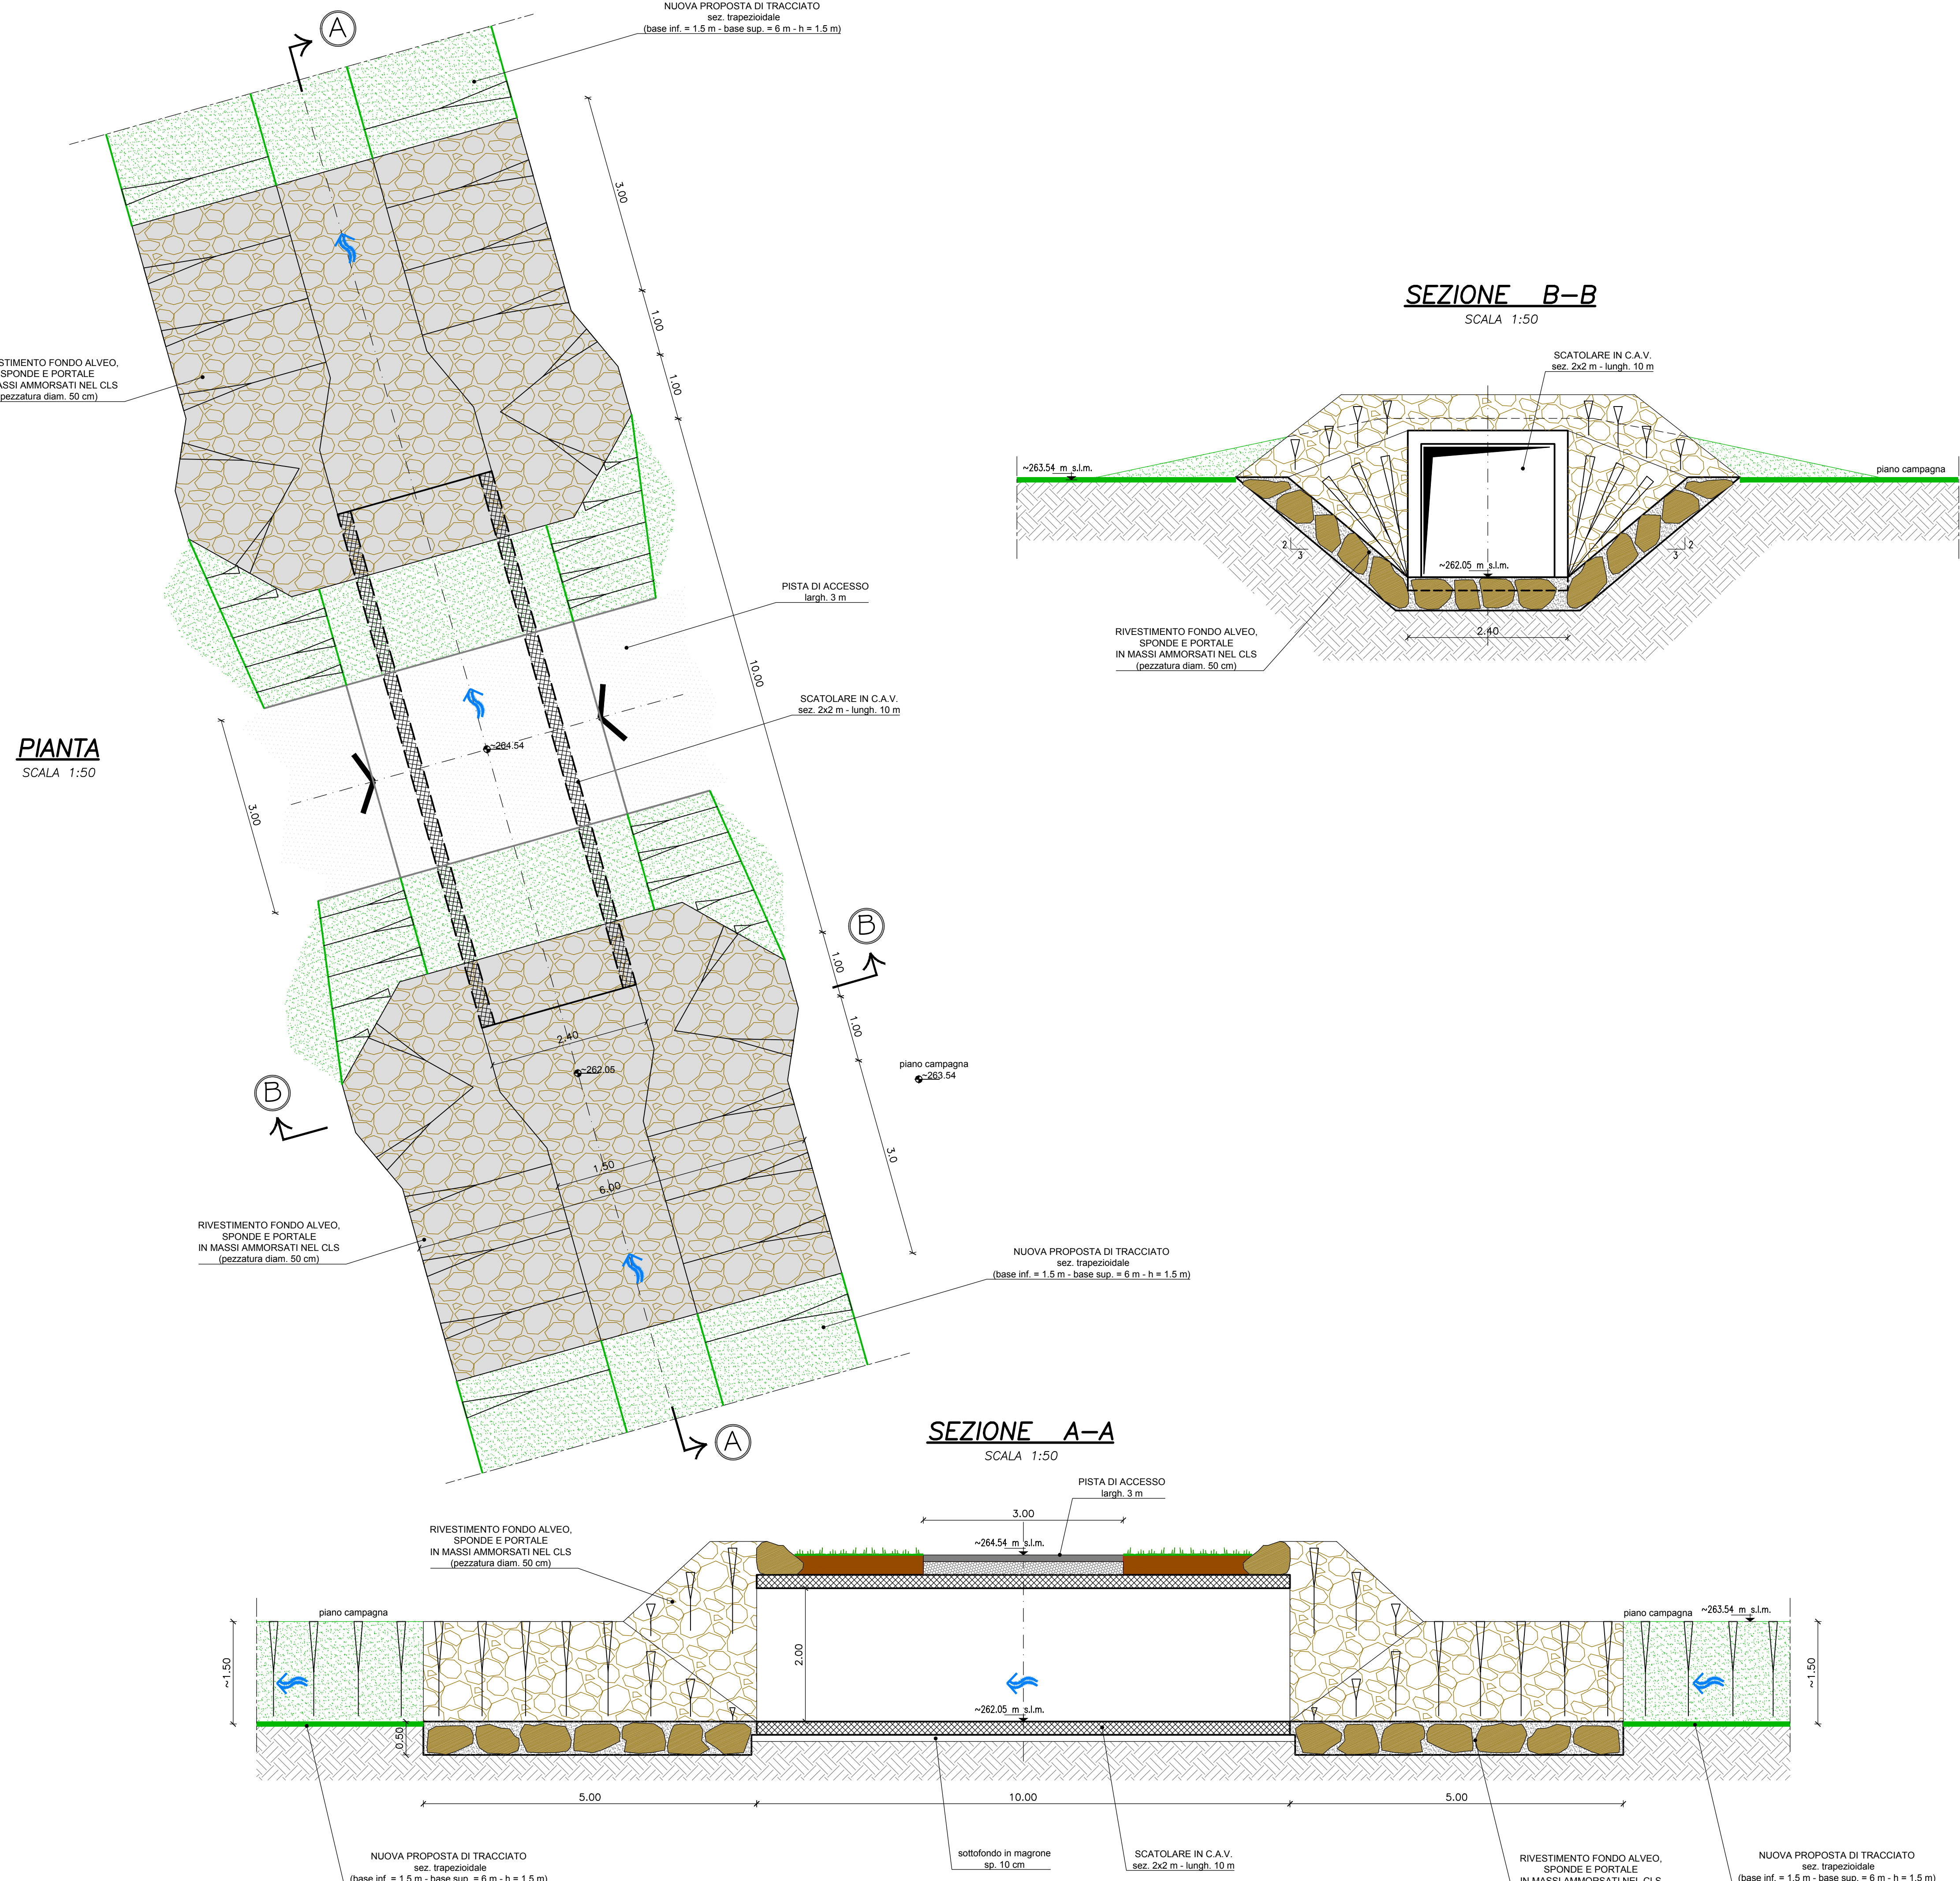 NUOVA PROPOSTA DI TRACCIATO
sez. trapezioidale
(base inf. = 1.5 m - base sup. = 6 m - h = 1.5 m)
A
3.00
1.00
1.00
SPONDE E PORTALE
pezzatura diam. 50 cm)
PISTA DI ACCESSO
largh. 3 m
10.00
SCATOLARE IN C.A.V.
sez. 2x2 m - lungh. 10 m
~264.54
PIANTA
SCALA 1:50
3.00
B
1.00
1.00
2.40
~262.05
piano campagna
~263.54
B
3.0
1.50
6.00
RIVESTIMENTO FONDO ALVEO,
SPONDE E PORTALE
IN MASSI AMMORSATI NEL CLS
(pezzatura diam. 50 cm)
NUOVA PROPOSTA DI TRACCIATO
sez. trapezioidale
(base inf. = 1.5 m - base sup. = 6 m - h = 1.5 m)
A
SEZIONE B-B
SCALA 1:50
SCATOLARE IN C.A.V.
sez. 2x2 m - lungh. 10 m
~263.54 m s.l.m.
piano campagna
2
3
2
3
~262.05 m s.l.m.
2.40
RIVESTIMENTO FONDO ALVEO,
SPONDE E PORTALE
IN MASSI AMMORSATI NEL CLS
(pezzatura diam. 50 cm)
SEZIONE A-A
SCALA 1:50
PISTA DI ACCESSO
largh. 3 m
3.00
~264.54 m s.l.m.
RIVESTIMENTO FONDO ALVEO,
SPONDE E PORTALE
IN MASSI AMMORSATI NEL CLS
(pezzatura diam. 50 cm)
piano campagna
piano campagna
~263.54 m s.l.m.
~1.50
2.00
~1.50
~262.05 m s.l.m.
0.50
5.00
10.00
5.00
NUOVA PROPOSTA DI TRACCIATO
sez. trapezioidale
(base inf. = 1.5 m - base sup. = 6 m - h = 1.5 m)
sottofondo in magrone
sp. 10 cm
SCATOLARE IN C.A.V.
sez. 2x2 m - lungh. 10 m
RIVESTIMENTO FONDO ALVEO,
SPONDE E PORTALE
IN MASSI AMMORSATI NEL CLS
NUOVA PROPOSTA DI TRACCIATO
sez. trapezioidale
(base inf. = 1.5 m - base sup. = 6 m - h = 1.5 m)